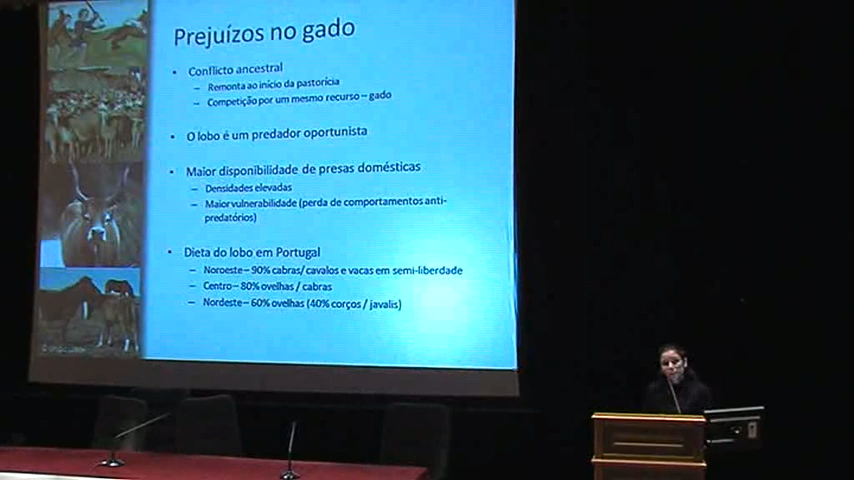 Prejuízos no gado
• Conflicto ancestral
– Remonta ao início da pastorícia
– Competição por um mesmo recurso – gado
• O lobo é um predador oportunista
• Maior disponibilidade de presas domésticas
– Densidades elevadas
– Maior vulnerabilidade (perda de comportamentos anti-
predatórios)
• Dieta do lobo em Portugal
– Noroeste – 90% cabras/ cavalos e vacas em semi-liberdade
– Centro – 80% ovelhas / cabras
– Nordeste – 60% ovelhas (40% corços / javalis)